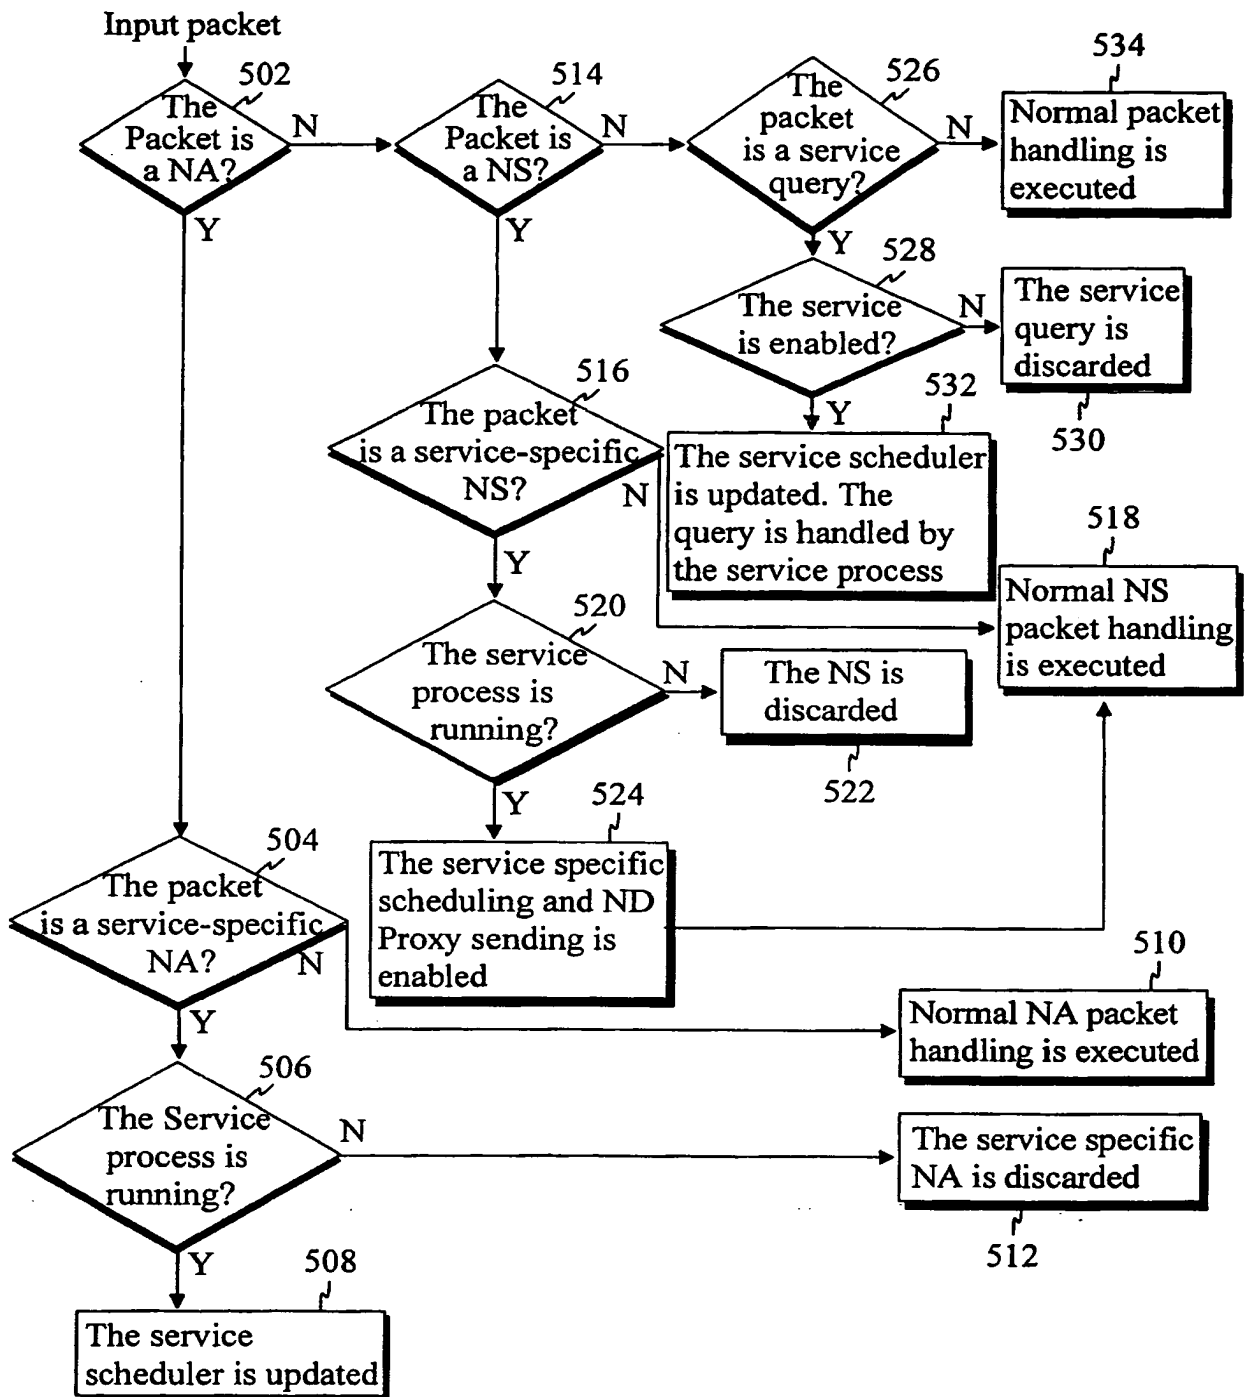 Input packet
502
The
Packet is
a NA?
N
Y
514
The
Packet is
a NS?
N
Y
526
The
packet
is a service
query?
N
Y
534
Normal packet
handling is
executed
528
The service
is enabled?
N
Y
The service
query is
discarded
530
516
The packet
is a service-specific
NS?
N
Y
532
The service scheduler
is updated. The
query is handled by
the service process
518
Normal NS
packet handling
is executed
520
The service
process is
running?
N
Y
The NS is
discarded
522
524
The service specific
scheduling and ND
Proxy sending is
enabled
504
The packet
is a service-specific
NA?
N
Y
510
Normal NA packet
handling is executed
506
The Service
process is
running?
N
Y
The service specific
NA is discarded
512
508
The service
scheduler is updated